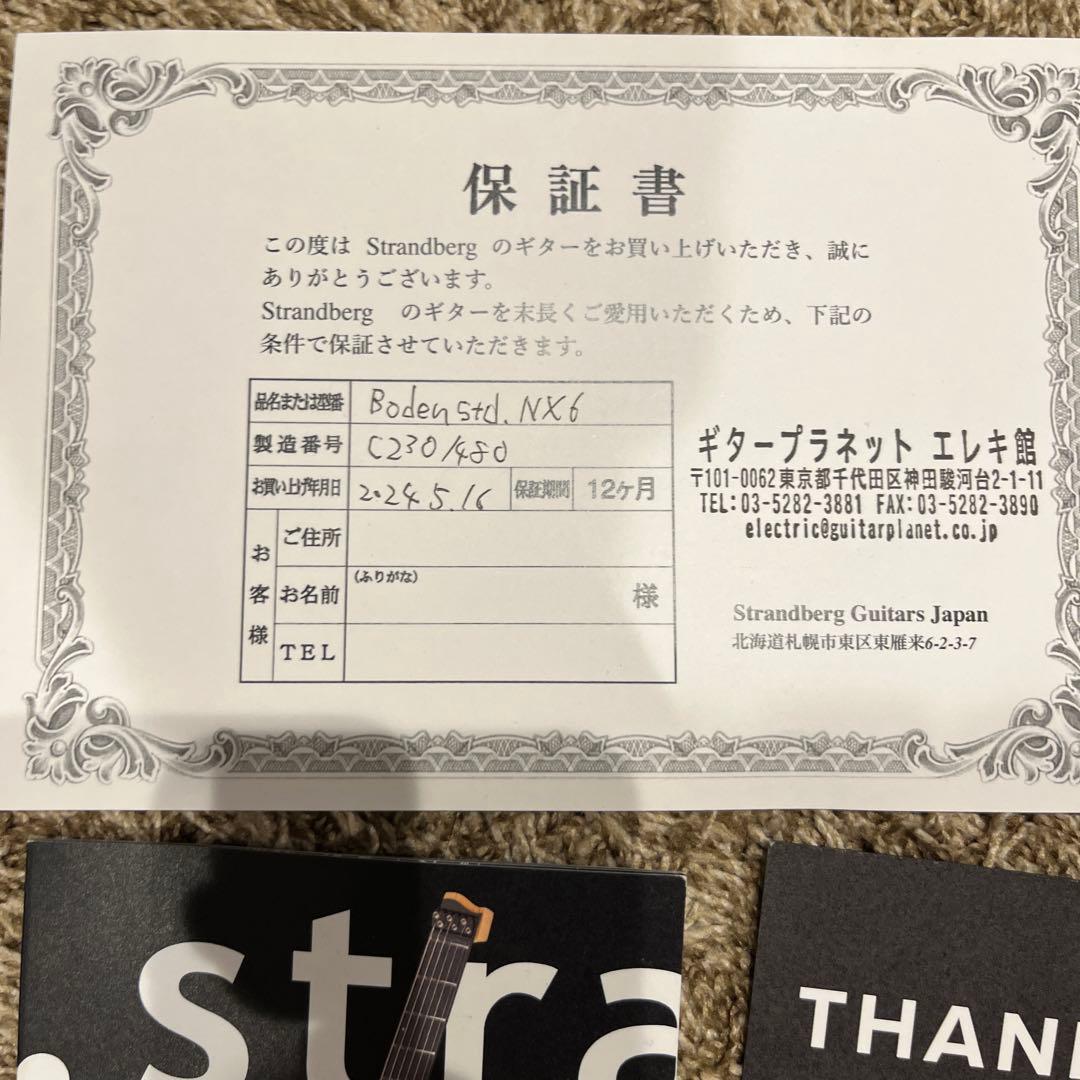 保証書
この度は Strandberg のギターをお買い上げいただき、誠に
ありがとうございます。
Strandberg のギターを末長くご愛用いただくため、下記の
条件で保証させていただきます。
品名または型番 Boden std. NX6
製造番号 C2301480
お買い上げ年月日 2024.5.16 保証期間 12ヶ月
お客様
ご住所
お名前 (ふりがな) 様
TEL
ギタープラネット エレキ館
〒101-0062東京都千代田区神田駿河台2-1-11
TEL:03-5282-3881 FAX:03-5282-3890
electric@guitarplanet.co.jp
Strandberg Guitars Japan
北海道札幌市東区東雁来6-2-3-7
.stra
THAN